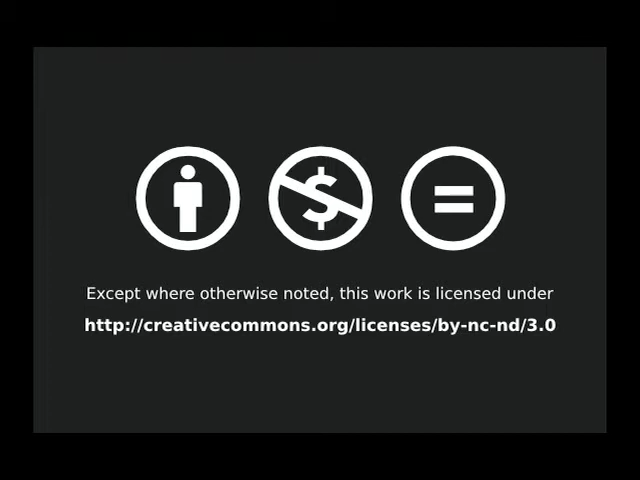 Except where otherwise noted, this work is licensed under
http://creativecommons.org/licenses/by-nc-nd/3.0